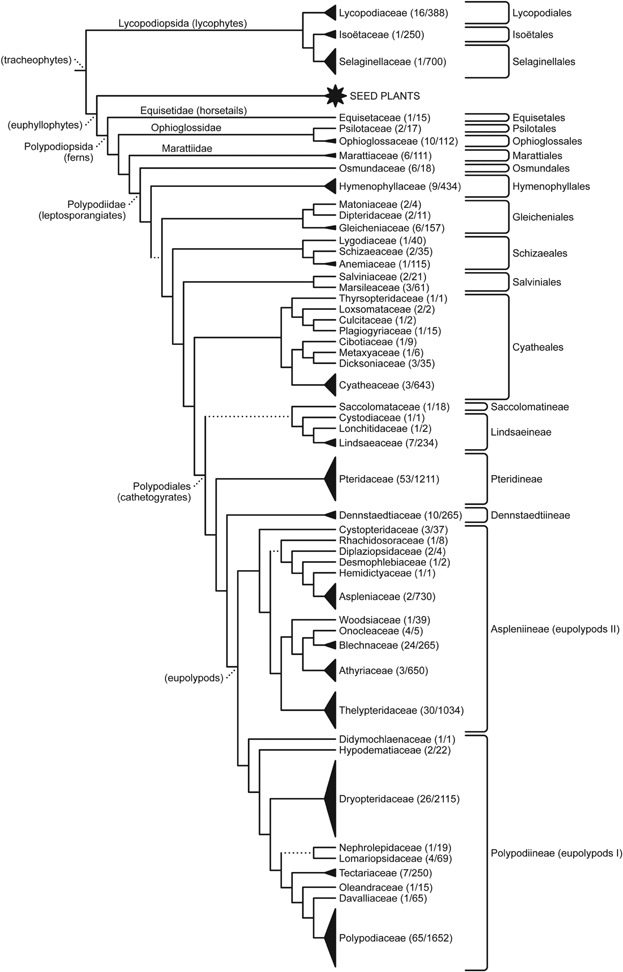 Lycopodiopsida (lycophytes)
Lycopodiaceae (16/388)
Lycopodiales
Isoëtaceae (1/250)
Isoëtales
(tracheophytes)
Selaginellaceae (1/700)
Selaginellales
SEED PLANTS
(euphyllophytes)
Equisetidae (horsetails)
Equisetaceae (1/15)
Equisetales
Polypodiopsida
(ferns)
Ophioglossidae
Psilotaceae (2/17)
Psilotales
Ophioglossaceae (10/112)
Ophioglossales
Marattiidae
Marattiaceae (6/111)
Marattiales
Osmundaceae (6/18)
Osmundales
Polypodiidae
(leptosporangiates)
Hymenophyllaceae (9/434)
Hymenophyllales
Matoniaceae (2/4)
Dipteridaceae (2/11)
Gleicheniaceae (6/157)
Gleicheniales
Lygodiaceae (1/40)
Schizaeaceae (2/35)
Anemiaceae (1/115)
Schizaeales
Salviniaceae (2/21)
Marsileaceae (3/61)
Salviniales
Thyrsopteridaceae (1/1)
Loxsomataceae (2/2)
Culcitaceae (1/2)
Plagiogyriaceae (1/15)
Cibotiaceae (1/9)
Metaxyaceae (1/6)
Dicksoniaceae (3/35)
Cyatheaceae (3/643)
Cyatheales
Saccolomataceae (1/18)
Saccolomatineae
Cystodiaceae (1/1)
Lonchitidaceae (1/2)
Lindsaeaceae (7/234)
Lindsaeineae
Polypodiales
(cathetogyrates)
Pteridaceae (53/1211)
Pteridineae
Dennstaedtiaceae (10/265)
Dennstaedtiineae
Cystopteridaceae (3/37)
Rhachidosoraceae (1/8)
Diplaziopsidaceae (2/4)
Desmophlebiaceae (1/2)
Hemidictyaceae (1/1)
Aspleniaceae (2/730)
Woodsiaceae (1/39)
Onocleaceae (4/5)
Blechnaceae (24/265)
Athyriaceae (3/650)
Thelypteridaceae (30/1034)
Aspleniineae (eupolypods II)
(eupolypods)
Didymochlaenaceae (1/1)
Hypodematiaceae (2/22)
Dryopteridaceae (26/2115)
Nephrolepidaceae (1/19)
Lomariopsidaceae (4/69)
Tectariaceae (7/250)
Oleandraceae (1/15)
Davalliaceae (1/65)
Polypodiaceae (65/1652)
Polypodiineae (eupolypods I)